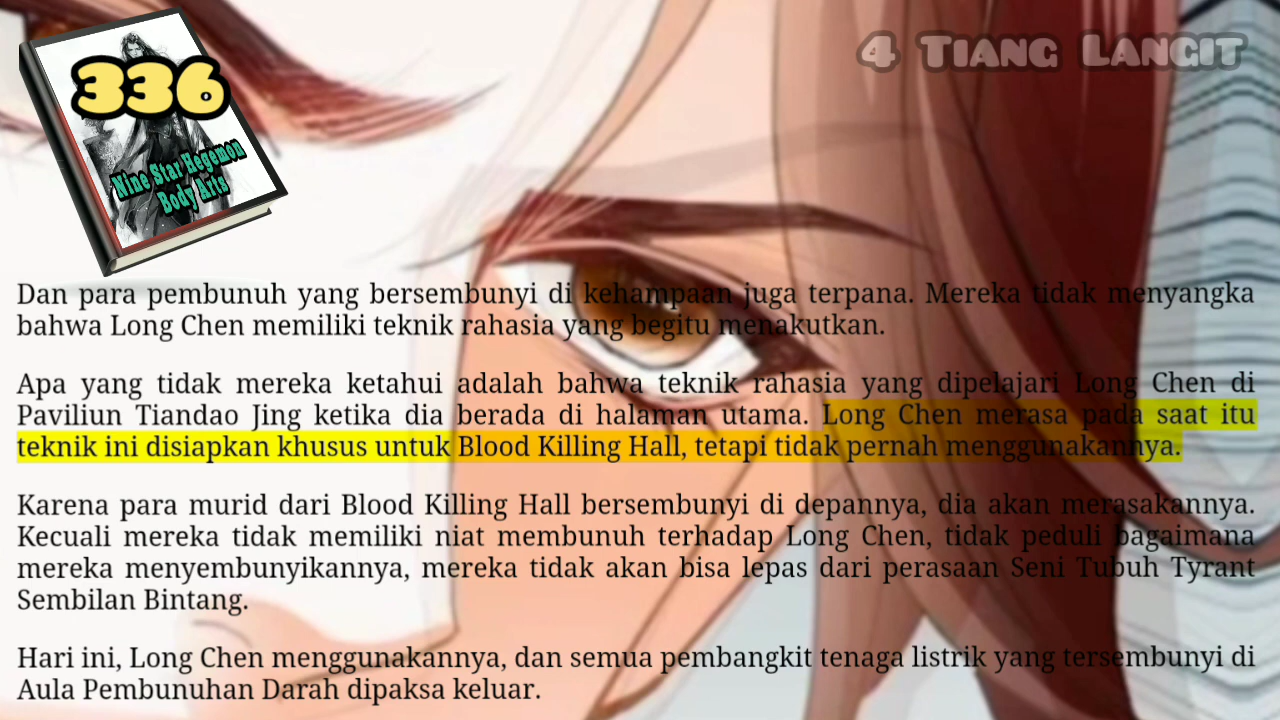 336
Nine Star Hegemon
Body Arts
4 Tiang Langit
Dan para pembunuh yang bersembunyi di kehampaan juga terpana. Mereka tidak menyangka
bahwa Long Chen memiliki teknik rahasia yang begitu menakutkan.
Apa yang tidak mereka ketahui adalah bahwa teknik rahasia yang dipelajari Long Chen di
Paviliun Tiandao Jing ketika dia berada di halaman utama. Long Chen merasa pada saat itu
teknik ini disiapkan khusus untuk Blood Killing Hall, tetapi tidak pernah menggunakannya.
Karena para murid dari Blood Killing Hall bersembunyi di depannya, dia akan merasakannya.
Kecuali mereka tidak memiliki niat membunuh terhadap Long Chen, tidak peduli bagaimana
mereka menyembunyikannya, mereka tidak akan bisa lepas dari perasaan Seni Tubuh Tyrant
Sembilan Bintang.
Hari ini, Long Chen menggunakannya, dan semua pembangkit tenaga listrik yang tersembunyi di
Aula Pembunuhan Darah dipaksa keluar.